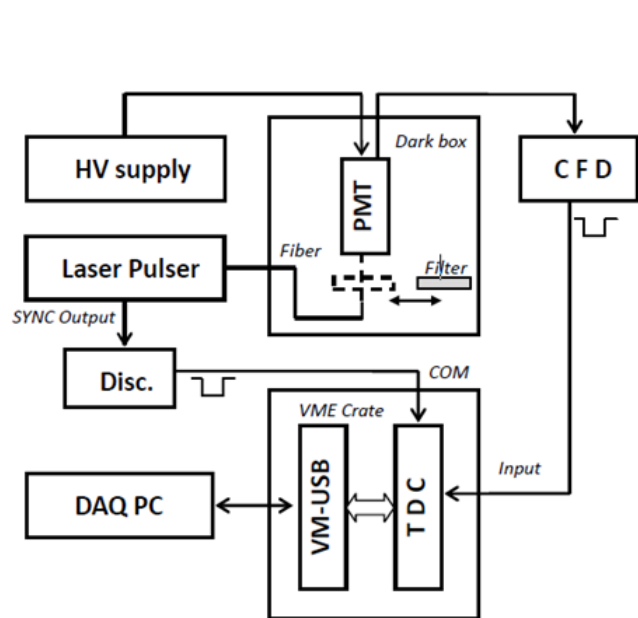 Dark box
HV supply
C F D
PMT
Fiber
Filter
Laser Pulser
SYNC Output
Disc.
COM
VME Crate
Input
DAQ PC
VM-USB
T D C